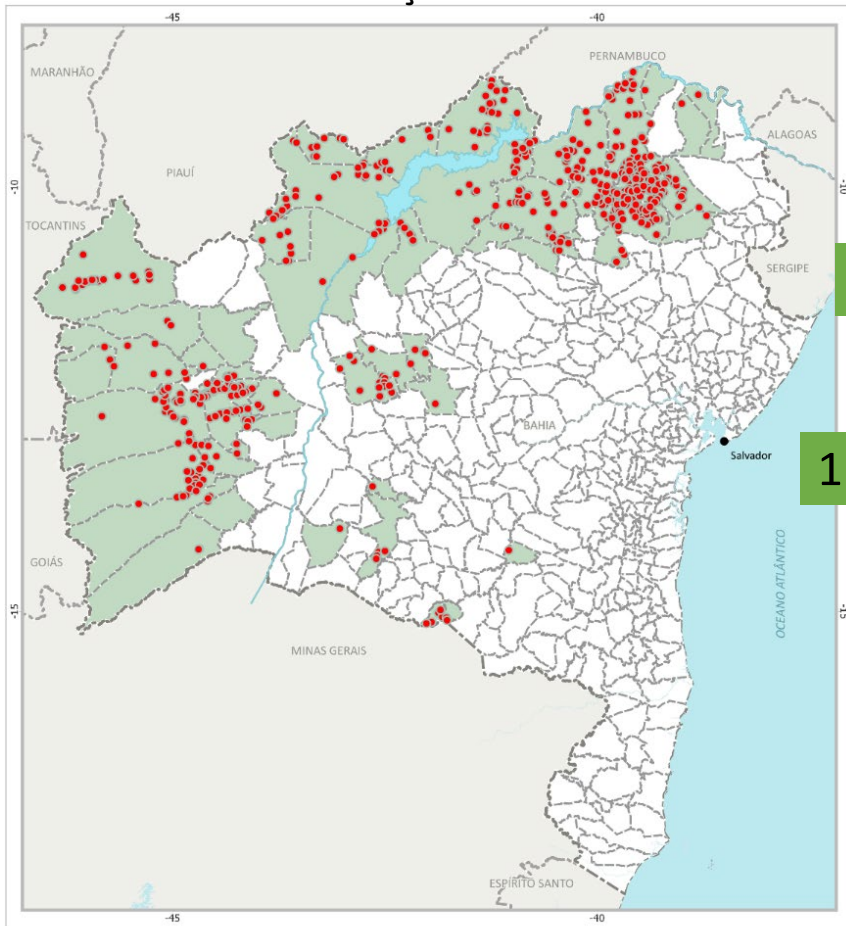 -45
-40
PERNAMBUCO
MARANHÃO
ALAGOAS
PIAUÍ
-10
-10
TOCANTINS
SERGIPE
BAHIA
Salvador
1
GOIÁS
OCEANO ATLÂNTICO
-15
-15
MINAS GERAIS
ESPÍRITO SANTO
-45
-40